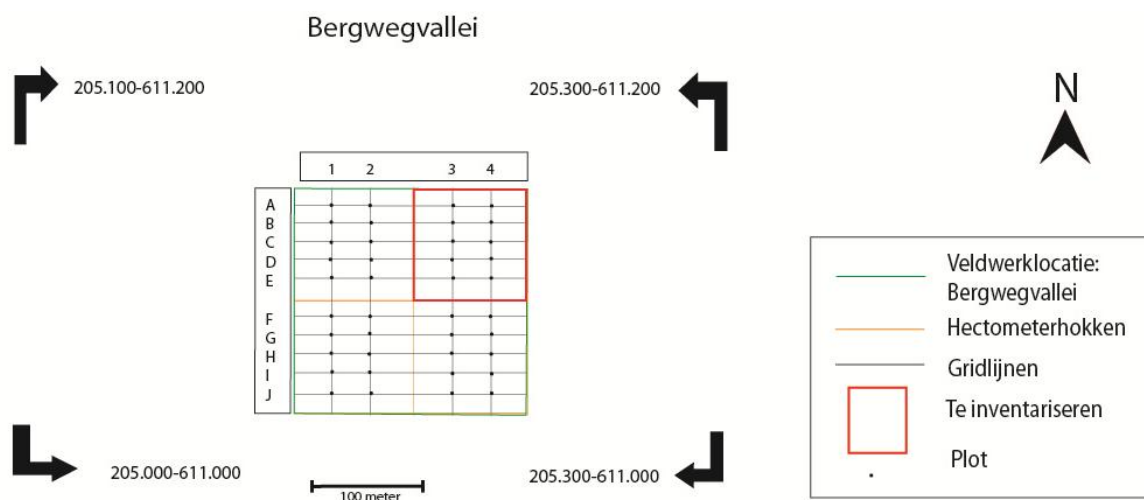 Bergwegvallei
205.100-611.200
205.300-611.200
N
1 2 3 4
A
B
C
D
E
F
G
H
I
J
Veldwerklocatie:
Bergwegvallei
Hectometerhokken
Gridlijnen
Te inventariseren
Plot
205.000-611.000
205.300-611.000
100 meter